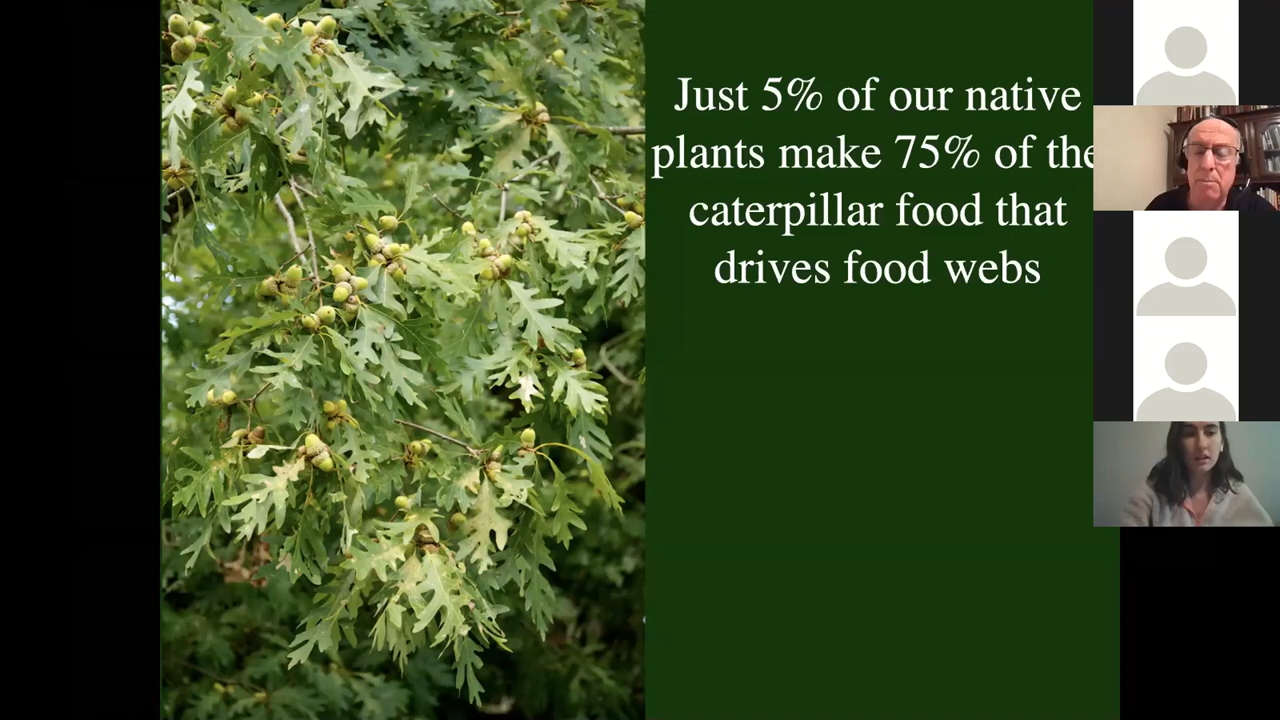 Just 5% of our native
plants make 75% of the
caterpillar food that
drives food webs